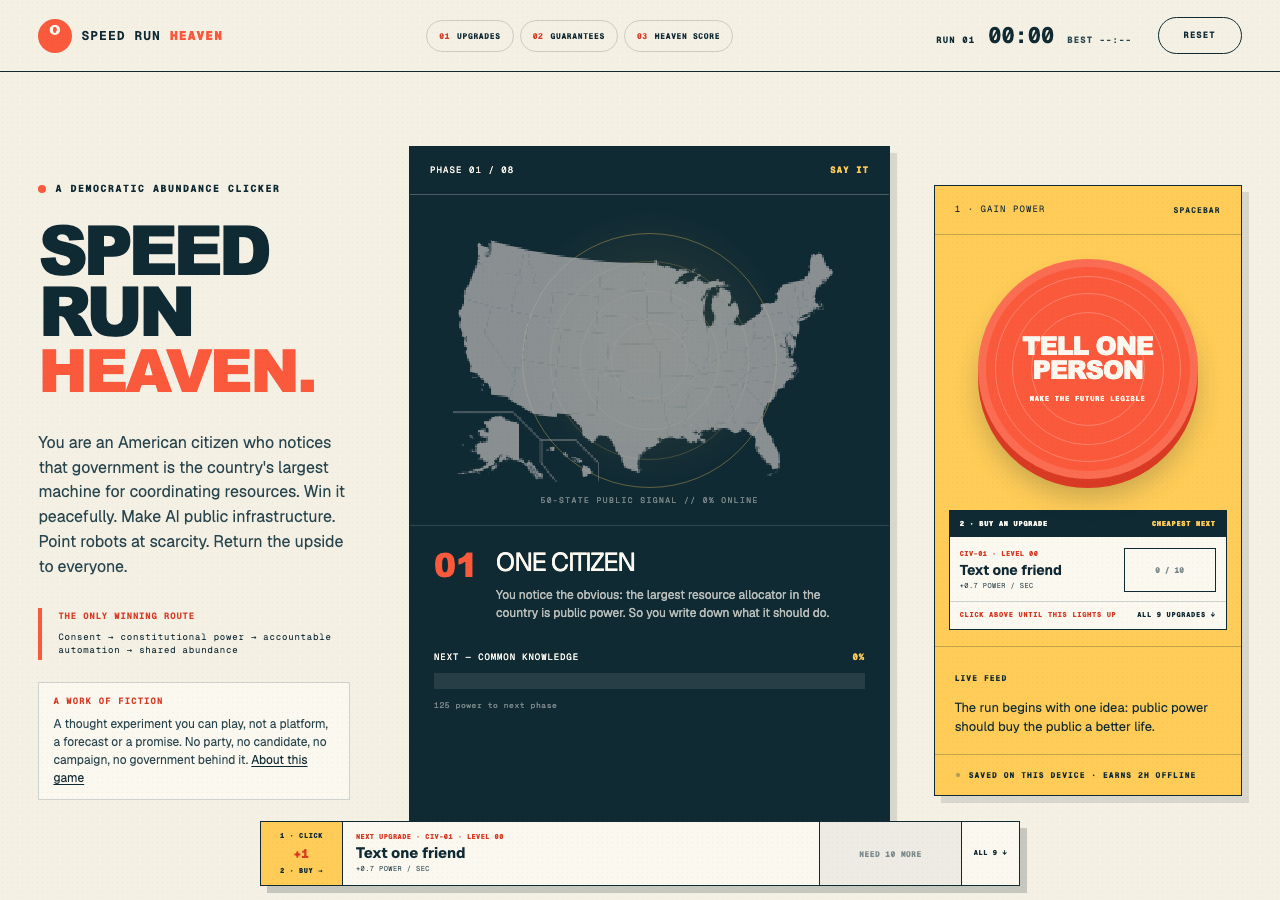 SPEED RUN HEAVEN
01 UPGRADES
02 GUARANTEES
03 HEAVEN SCORE
RUN 01 00:00 BEST --:--
RESET
A DEMOCRATIC ABUNDANCE CLICKER
SPEED
RUN
HEAVEN.
You are an American citizen who notices
that government is the country's largest
machine for coordinating resources. Win it
peacefully. Make AI public infrastructure.
Point robots at scarcity. Return the upside
to everyone.
THE ONLY WINNING ROUTE
Consent → constitutional power → accountable
automation → shared abundance
A WORK OF FICTION
A thought experiment you can play, not a platform,
a forecast or a promise. No party, no candidate, no
campaign, no government behind it. About this
game
PHASE 01 / 08
SAY IT
50-STATE PUBLIC SIGNAL // 0% ONLINE
01
ONE CITIZEN
You notice the obvious: the largest resource allocator in the
country is public power. So you write down what it should do.
NEXT — COMMON KNOWLEDGE
0%
125 power to next phase
1 · GAIN POWER
SPACEBAR
TELL ONE
PERSON
MAKE THE FUTURE LEGIBLE
2 · BUY AN UPGRADE
CHEAPEST NEXT
CIV-01 · LEVEL 00
Text one friend
+0.7 POWER / SEC
0 / 10
CLICK ABOVE UNTIL THIS LIGHTS UP
ALL 9 UPGRADES ↓
LIVE FEED
The run begins with one idea: public power
should buy the public a better life.
SAVED ON THIS DEVICE · EARNS 2H OFFLINE
1 · CLICK
+1
2 · BUY →
NEXT UPGRADE · CIV-01 · LEVEL 00
Text one friend
+0.7 POWER / SEC
NEED 10 MORE
ALL 9 ↓